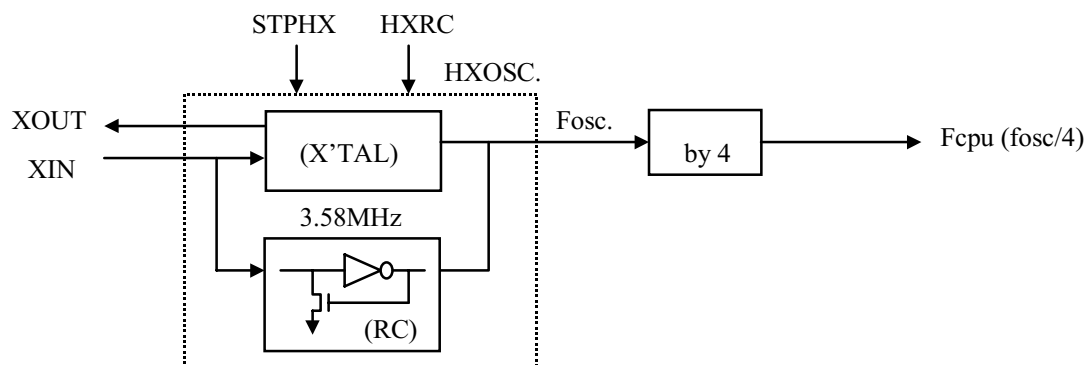 STPHX HXRC
HXOSC.
XOUT
XIN
(X'TAL)
Fosc.
by 4
Fcpu (fosc/4)
3.58MHz
(RC)